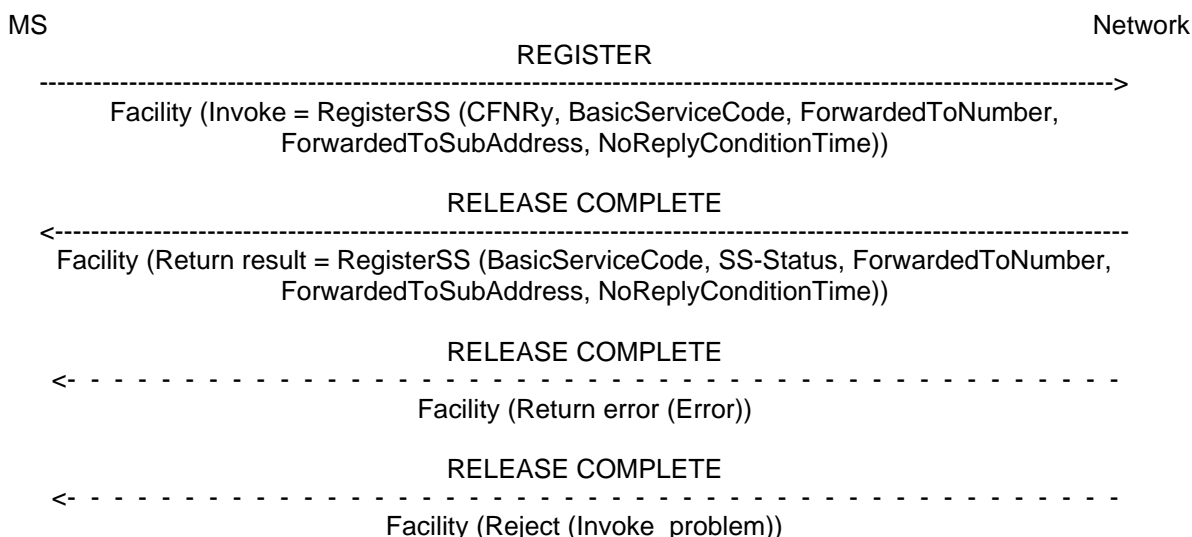 MS Network
REGISTER
------------------------------------------------------------------------------------------------------------------------>
Facility (Invoke = RegisterSS (CFNRy, BasicServiceCode, ForwardedToNumber,
ForwardedToSubAddress, NoReplyConditionTime))
RELEASE COMPLETE
<------------------------------------------------------------------------------------------------------------------------
Facility (Return result = RegisterSS (BasicServiceCode, SS-Status, ForwardedToNumber,
ForwardedToSubAddress, NoReplyConditionTime))
RELEASE COMPLETE
<- - - - - - - - - - - - - - - - - - - - - - - - - - - - - - - - - - - - - - - - - - - -
Facility (Return error (Error))
RELEASE COMPLETE
<- - - - - - - - - - - - - - - - - - - - - - - - - - - - - - - - - - - - - - - - - - - -
Facility (Reject (Invoke_problem))